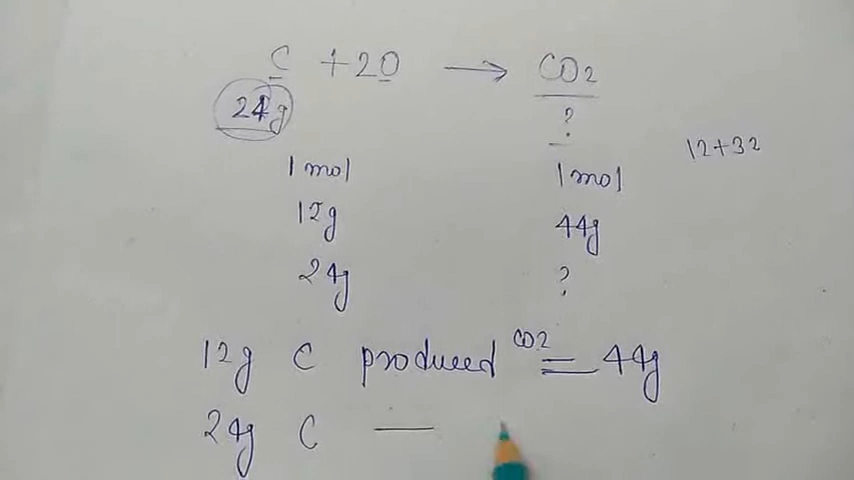 C + 2O → CO2
24g ?
12+32
1 mol 1 mol
12g 44g
24g ?
12g C produced CO2 = 44g
24g C —